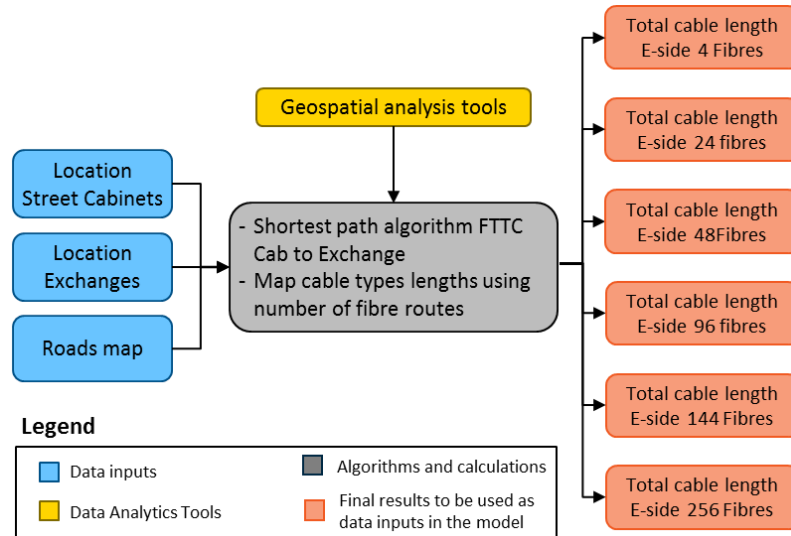 Total cable length
E-side 4 Fibres
Geospatial analysis tools
Total cable length
E-side 24 fibres
Location
Street Cabinets
Location
Exchanges
Roads map
- Shortest path algorithm FTTC
Cab to Exchange
- Map cable types lengths using
number of fibre routes
Total cable length
E-side 48Fibres
Total cable length
E-side 96 fibres
Total cable length
E-side 144 Fibres
Total cable length
E-side 256 Fibres
Legend
Data inputs
Algorithms and calculations
Data Analytics Tools
Final results to be used as
data inputs in the model